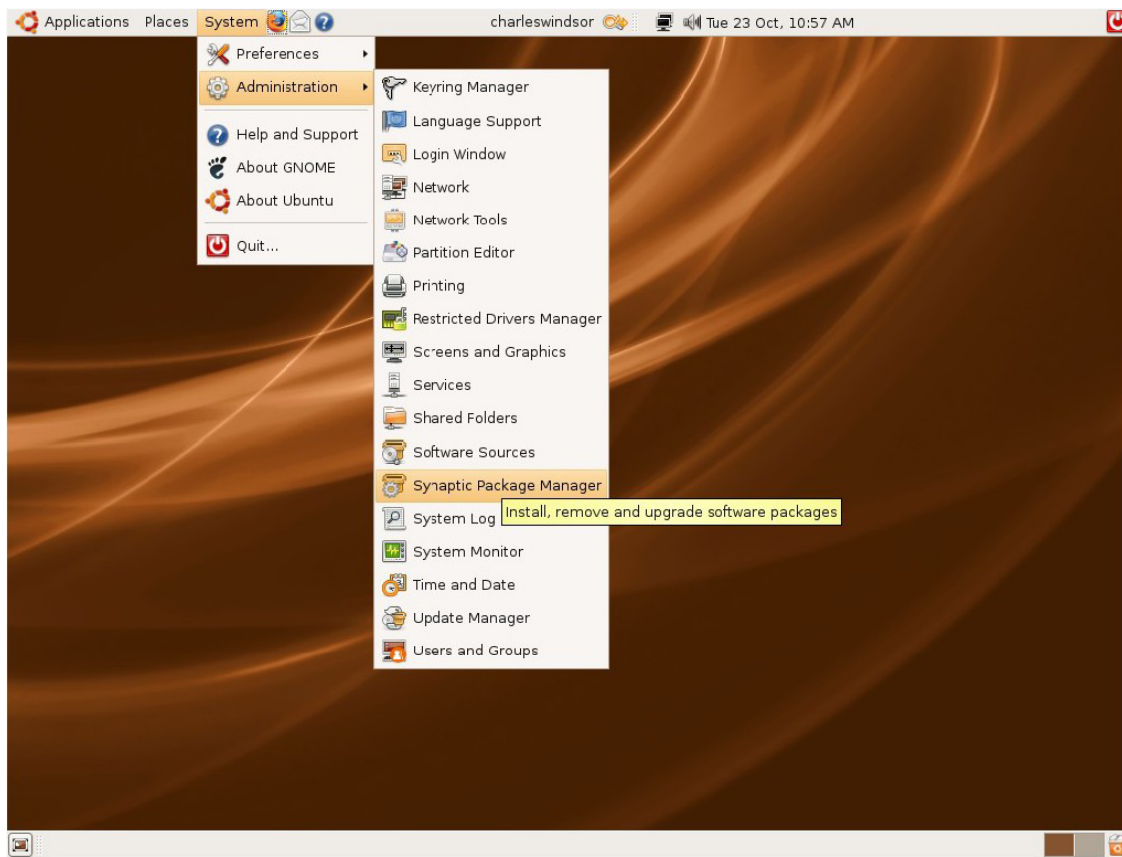 Applications Places System charleswindsor Tue 23 Oct, 10:57 AM
Preferences
Administration
Help and Support
About GNOME
About Ubuntu
Quit...
Keyring Manager
Language Support
Login Window
Network
Network Tools
Partition Editor
Printing
Restricted Drivers Manager
Screens and Graphics
Services
Shared Folders
Software Sources
Synaptic Package Manager
Install, remove and upgrade software packages
System Log
System Monitor
Time and Date
Update Manager
Users and Groups